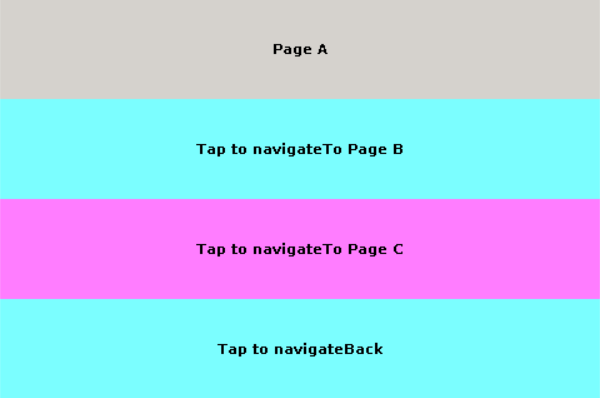 Page A
Tap to navigateTo Page B
Tap to navigateTo Page C
Tap to navigateBack